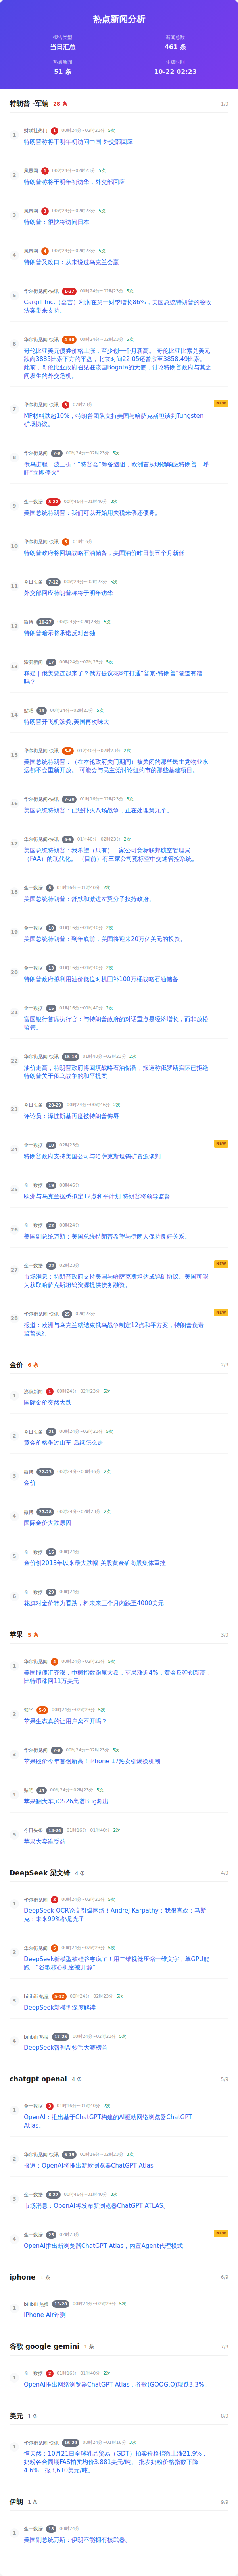 热点新闻分析
报告类型
新闻总数
当日汇总
461 条
热点新闻
生成时间
51 条
10-22 02:23
特朗普 -军饷 28 条 1/9
1 财联社热门 1 00时24分~02时23分 5次
特朗普称将于明年初访问中国 外交部回应
2 凤凰网 1 00时24分~02时23分 5次
特朗普称将于明年初访华，外交部回应
3 凤凰网 3 00时24分~02时23分 5次
特朗普：很快将访问日本
4 凤凰网 4 00时24分~02时23分 5次
特朗普又改口：从未说过乌克兰会赢
5 华尔街见闻-快讯 1-27 00时24分~02时23分 5次
Cargill Inc.（嘉吉）利润在第一财季增长86%，美国总统特朗普的税收
法案带来支持。
6 华尔街见闻-快讯 4-30 00时24分~02时23分 5次
哥伦比亚美元债券价格上涨，至少创一个月新高。 哥伦比亚比索兑美元
跌向3885比索下方的平盘，北京时间22:05还曾涨至3858.49比索。
此前，哥伦比亚政府召见驻该国Bogota的大使，讨论特朗普政府与其之
间发生的外交危机。
7 华尔街见闻-快讯 3 02时23分 NEW
MP材料跌超10%，特朗普团队支持美国与哈萨克斯坦谈判Tungsten
矿场协议。
8 华尔街见闻 7-9 00时24分~02时23分 5次
俄乌进程一波三折：“特普会”筹备遇阻，欧洲首次明确响应特朗普，呼
吁“立即停火”
9 金十数据 5-22 00时46分~01时40分 3次
美国总统特朗普：我们可以开始用关税来偿还债务。
10 华尔街见闻-快讯 5 01时16分
特朗普政府将回填战略石油储备，美国油价昨日创五个月新低
11 今日头条 7-12 00时24分~02时23分 5次
外交部回应特朗普称将于明年访华
12 微博 10-27 00时24分~02时23分 5次
特朗普暗示将承诺反对台独
13 澎湃新闻 17 00时24分~02时23分 5次
释疑｜俄美要连起来了？俄方提议花8年打通“普京-特朗普”隧道有谱
吗？
14 贴吧 19 00时24分~02时23分 5次
特朗普开飞机泼粪,美国再次味大
15 华尔街见闻-快讯 5-8 01时40分~02时23分 2次
美国总统特朗普：（在本轮政府关门期间）被关闭的那些民主党物业永
远都不会重新开放。 可能会与民主党讨论纽约市的那些基建项目。
16 华尔街见闻-快讯 7-20 01时16分~02时23分 3次
美国总统特朗普：已经扑灭八场战争，正在处理第九个。
17 华尔街见闻-快讯 6-9 01时40分~02时23分 2次
美国总统特朗普：我希望（只有）一家公司竞标联邦航空管理局
（FAA）的现代化。 （目前）有三家公司竞标空中交通管制系统。
18 金十数据 8 01时16分~01时40分 2次
美国总统特朗普：舒默和激进左翼分子挟持政府。
19 金十数据 10 01时16分~01时40分 2次
美国总统特朗普：到年底前，美国将迎来20万亿美元的投资。
20 金十数据 13 01时16分~01时40分 2次
特朗普政府拟利用油价低位时机回补100万桶战略石油储备
21 金十数据 15 01时16分~01时40分 2次
富国银行首席执行官：与特朗普政府的对话重点是经济增长，而非放松
监管。
22 华尔街见闻-快讯 15-18 01时40分~02时23分 2次
油价走高，特朗普政府将回填战略石油储备，报道称俄罗斯实际已拒绝
特朗普关于俄乌战争的和平提案
23 今日头条 28-29 00时24分~00时46分 2次
评论员：泽连斯基再度被特朗普侮辱
24 金十数据 10 02时23分 NEW
特朗普政府支持美国公司与哈萨克斯坦钨矿资源谈判
25 金十数据 19 00时46分
欧洲与乌克兰据悉拟定12点和平计划 特朗普将领导监督
26 金十数据 22 00时24分
美国副总统万斯：美国总统特朗普希望与伊朗人保持良好关系。
27 金十数据 22 02时23分 NEW
市场消息：特朗普政府支持美国与哈萨克斯坦达成钨矿协议。美国可能
为获取哈萨克斯坦钨资源提供债务融资。
28 华尔街见闻-快讯 25 02时23分 NEW
报道：欧洲与乌克兰就结束俄乌战争制定12点和平方案，特朗普负责
监督执行
金价 6 条 2/9
1 澎湃新闻 1 00时24分~02时23分 5次
国际金价突然大跌
2 今日头条 21 00时24分~02时23分 5次
黄金价格坐过山车 后续怎么走
3 微博 22-23 00时24分~00时46分 2次
金价
4 微博 27-28 00时24分~02时23分 2次
国际金价大跌原因
5 金十数据 16 00时24分
金价创2013年以来最大跌幅 美股黄金矿商股集体重挫
6 金十数据 29 00时24分
花旗对金价转为看跌，料未来三个月内跌至4000美元
苹果 5 条 3/9
1 华尔街见闻 4 00时24分~02时23分 5次
美国股债汇齐涨，中概指数跑赢大盘，苹果涨近4%，黄金反弹创新高，
比特币涨回11万美元
2 知乎 5-9 00时24分~02时23分 5次
苹果生态真的让用户离不开吗？
3 华尔街见闻 7-8 00时24分~02时23分 5次
苹果股价今年首创新高！iPhone 17热卖引爆换机潮
4 贴吧 14 00时24分~02时23分 5次
苹果翻大车,iOS26离谱Bug频出
5 今日头条 13-24 01时16分~01时40分 2次
苹果大卖谁受益
DeepSeek 梁文锋 4 条 4/9
1 华尔街见闻 3 00时24分~02时23分 5次
DeepSeek OCR论文引爆网络！Andrej Karpathy：我很喜欢；马斯
克：未来99%都是光子
2 华尔街见闻 5 00时24分~02时23分 5次
DeepSeek新模型被硅谷夸疯了！用二维视觉压缩一维文字，单GPU能
跑，“谷歌核心机密被开源”
3 bilibili 热搜 5-12 00时24分~02时23分 5次
DeepSeek新模型深度解读
4 bilibili 热搜 17-25 00时24分~02时23分 5次
DeepSeek暂列AI炒币大赛榜首
chatgpt openai 4 条 5/9
1 金十数据 3 01时16分~01时40分 2次
OpenAI：推出基于ChatGPT构建的AI驱动网络浏览器ChatGPT
Atlas。
2 华尔街见闻-快讯 6-19 01时16分~02时23分 3次
报道：OpenAI将推出新款浏览器ChatGPT Atlas
3 金十数据 8-27 00时46分~01时40分 3次
市场消息：OpenAI将发布新浏览器ChatGPT ATLAS。
4 金十数据 25 02时23分 NEW
OpenAI推出新浏览器ChatGPT Atlas，内置Agent代理模式
iphone 1 条 6/9
1 bilibili 热搜 13-28 00时24分~02时23分 5次
iPhone Air评测
谷歌 google gemini 1 条 7/9
1 金十数据 2 01时16分~01时40分 2次
OpenAI推出网络浏览器ChatGPT Atlas，谷歌(GOOG.O)现跌3.3%。
美元 1 条 8/9
1 华尔街见闻-快讯 16-29 00时24分~01时16分 3次
恒天然：10月21日全球乳品贸易（GDT）拍卖价格指数上涨21.9%，
奶粉各合同期FAS拍卖均价3.881美元/吨。 批发奶粉价格指数下降
4.6%，报3,610美元/吨。
伊朗 1 条 9/9
1 金十数据 16 00时24分
美国副总统万斯：伊朗不能拥有核武器。